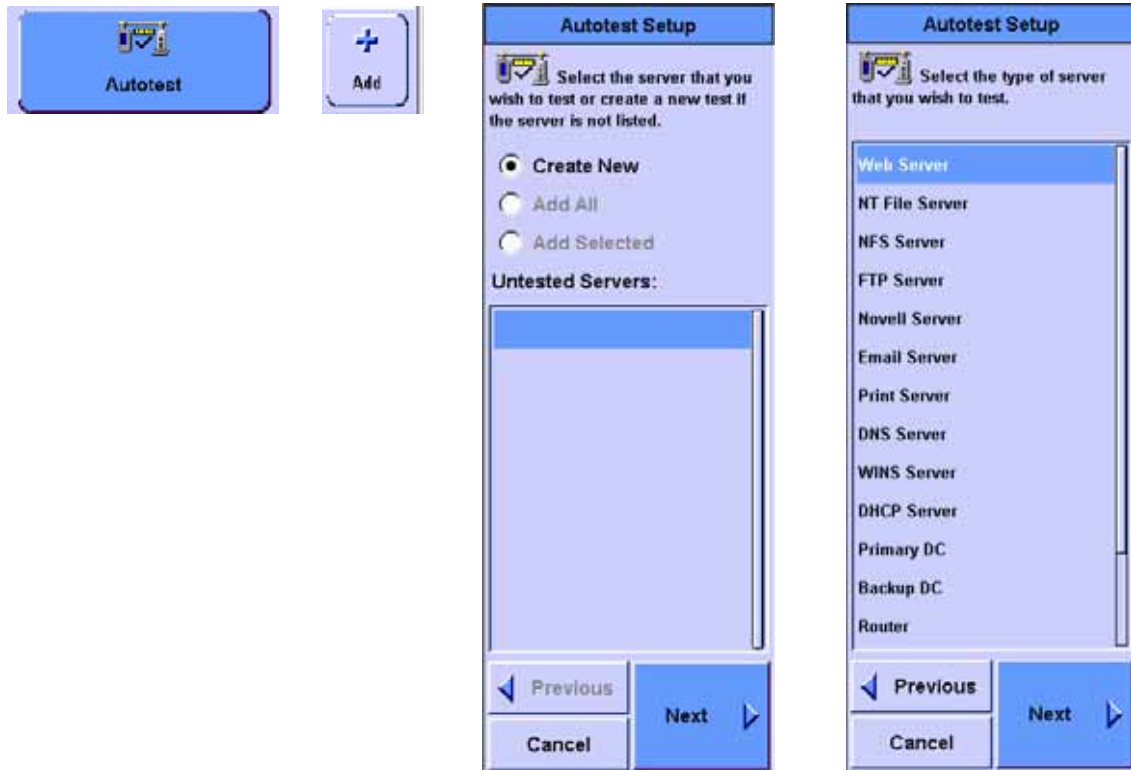 Autotest
Add
Autotest Setup
Select the server that you
wish to test or create a new test if
the server is not listed.
Create New
Add All
Add Selected
Untested Servers:
Previous
Next
Cancel
Autotest Setup
Select the type of server
that you wish to test.
Web Server
NT File Server
NFS Server
FTP Server
Novell Server
Email Server
Print Server
DNS Server
WINS Server
DHCP Server
Primary DC
Backup DC
Router
Previous
Next
Cancel